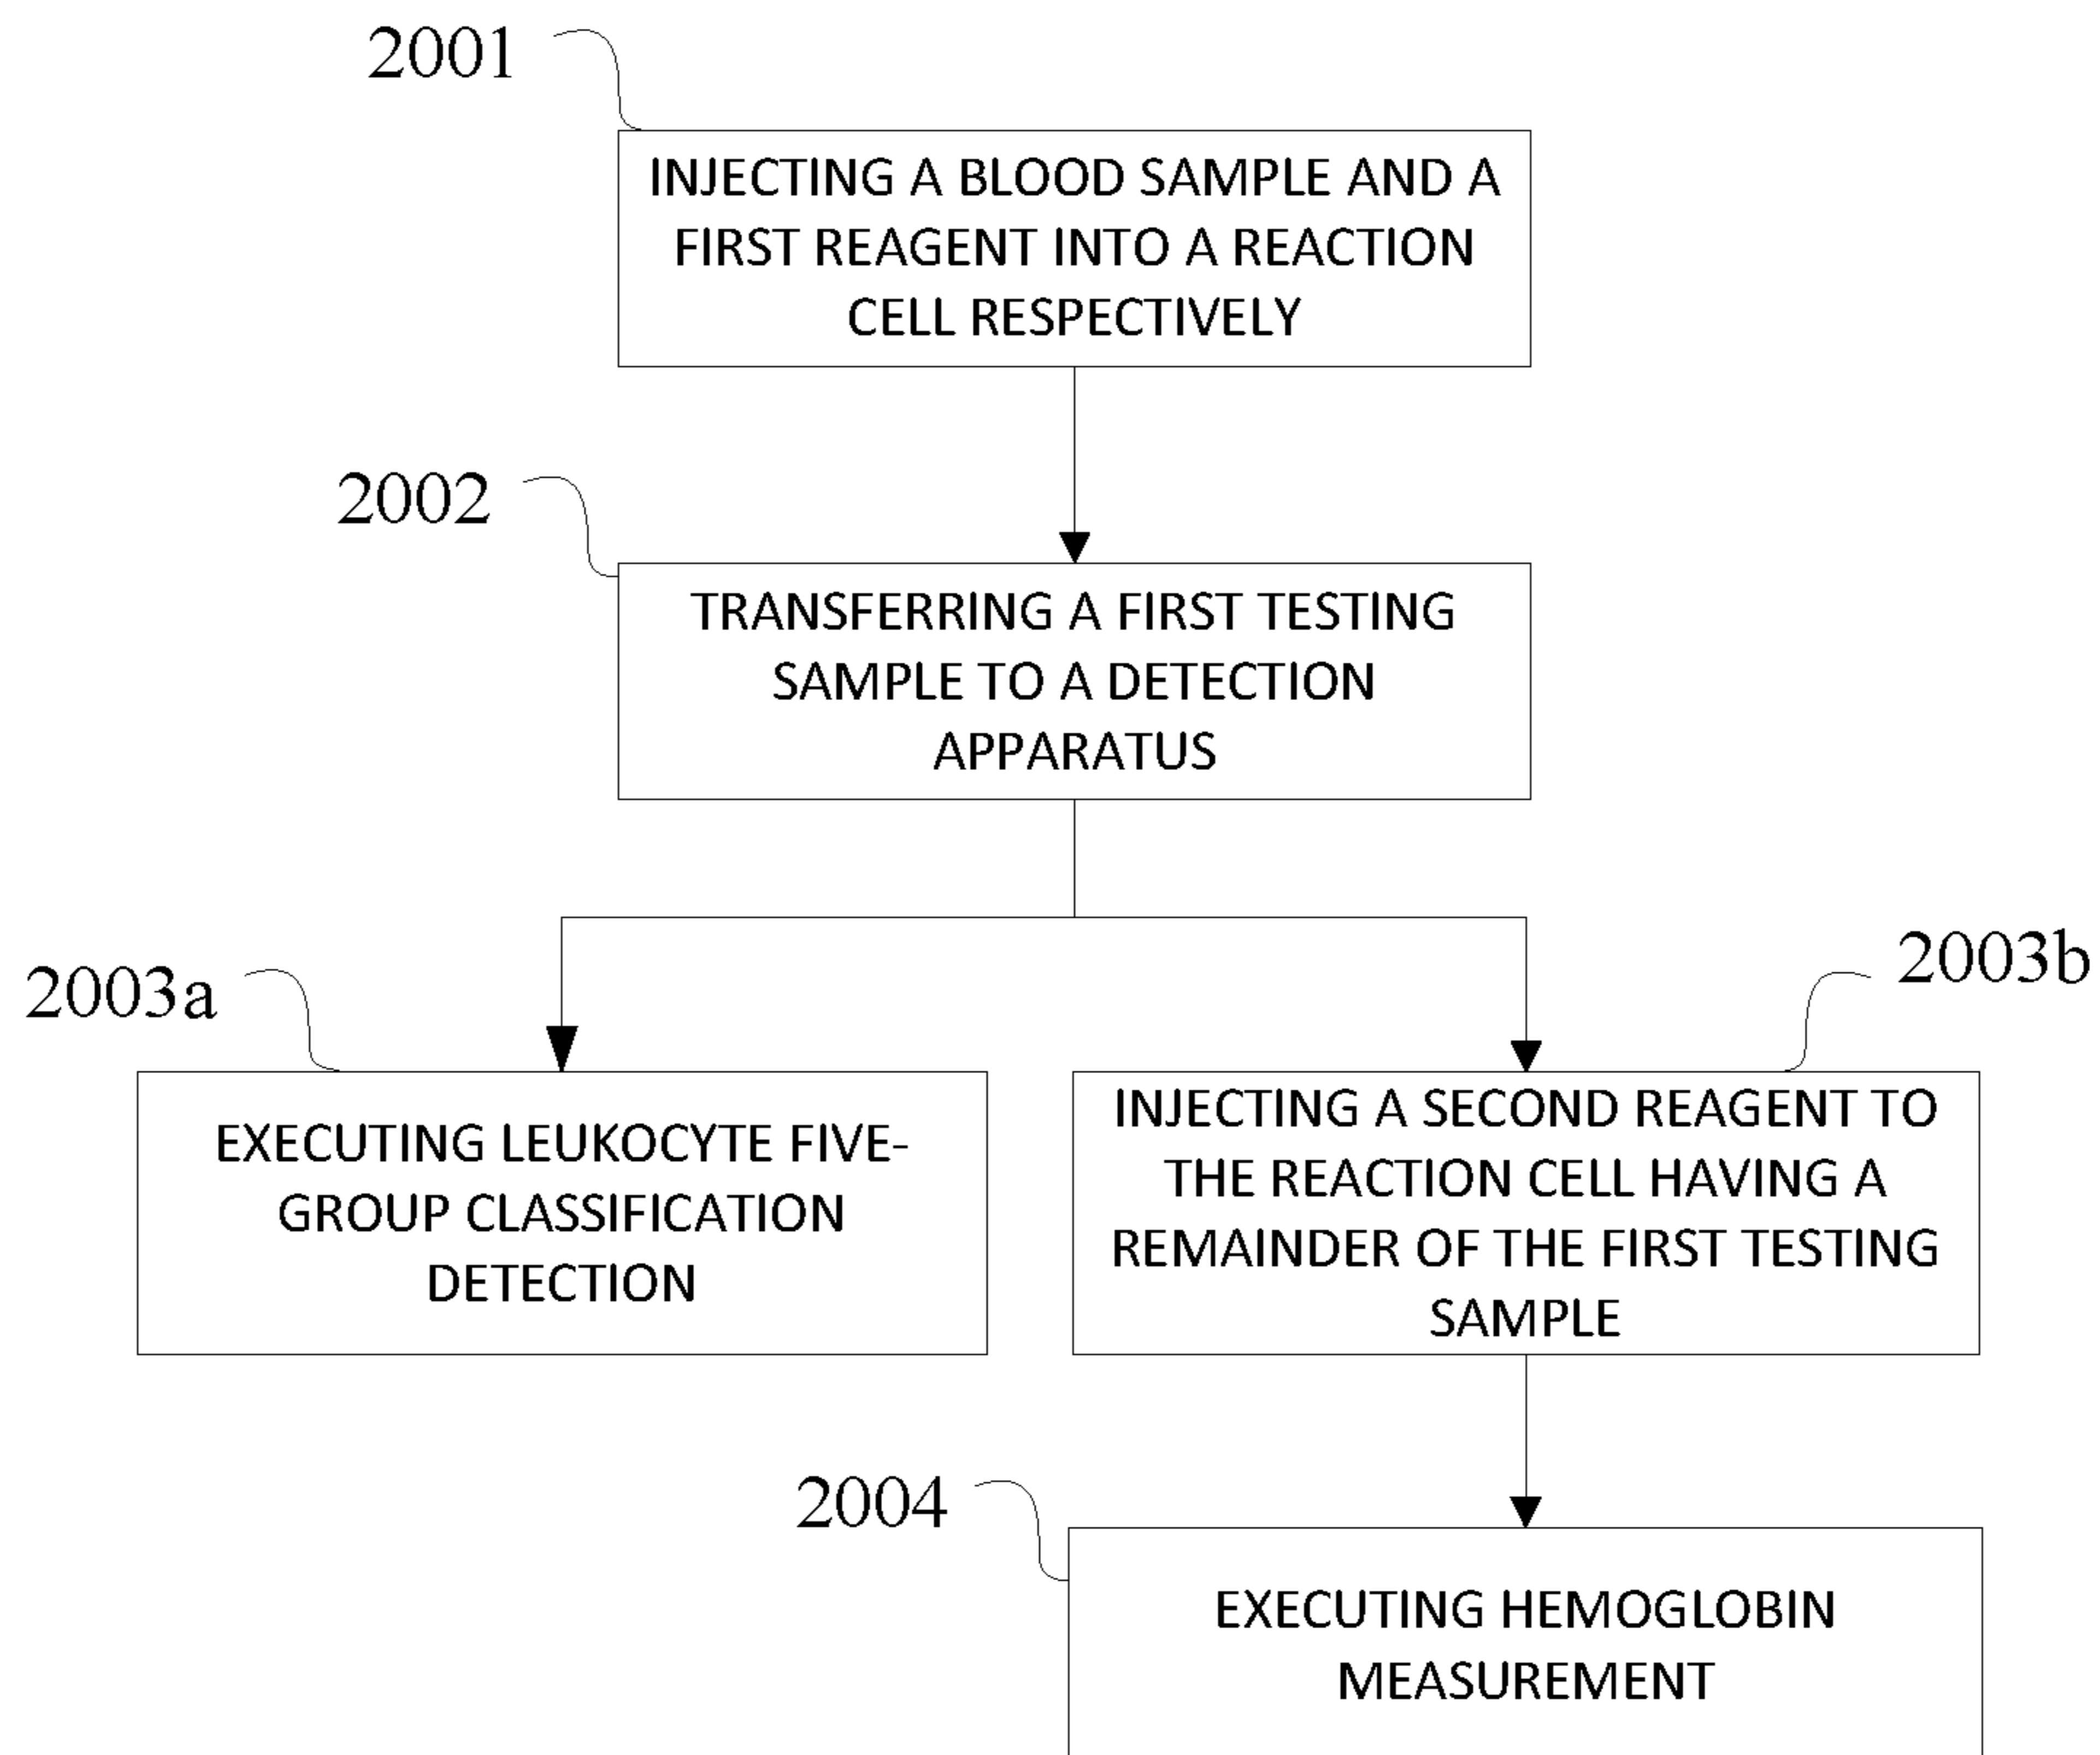 2001
INJECTING A BLOOD SAMPLE AND A
FIRST REAGENT INTO A REACTION
CELL RESPECTIVELY
2002
TRANSFERRING A FIRST TESTING
SAMPLE TO A DETECTION
APPARATUS
2003a
EXECUTING LEUKOCYTE FIVE-
GROUP CLASSIFICATION
DETECTION
2003b
INJECTING A SECOND REAGENT TO
THE REACTION CELL HAVING A
REMAINDER OF THE FIRST TESTING
SAMPLE
2004
EXECUTING HEMOGLOBIN
MEASUREMENT